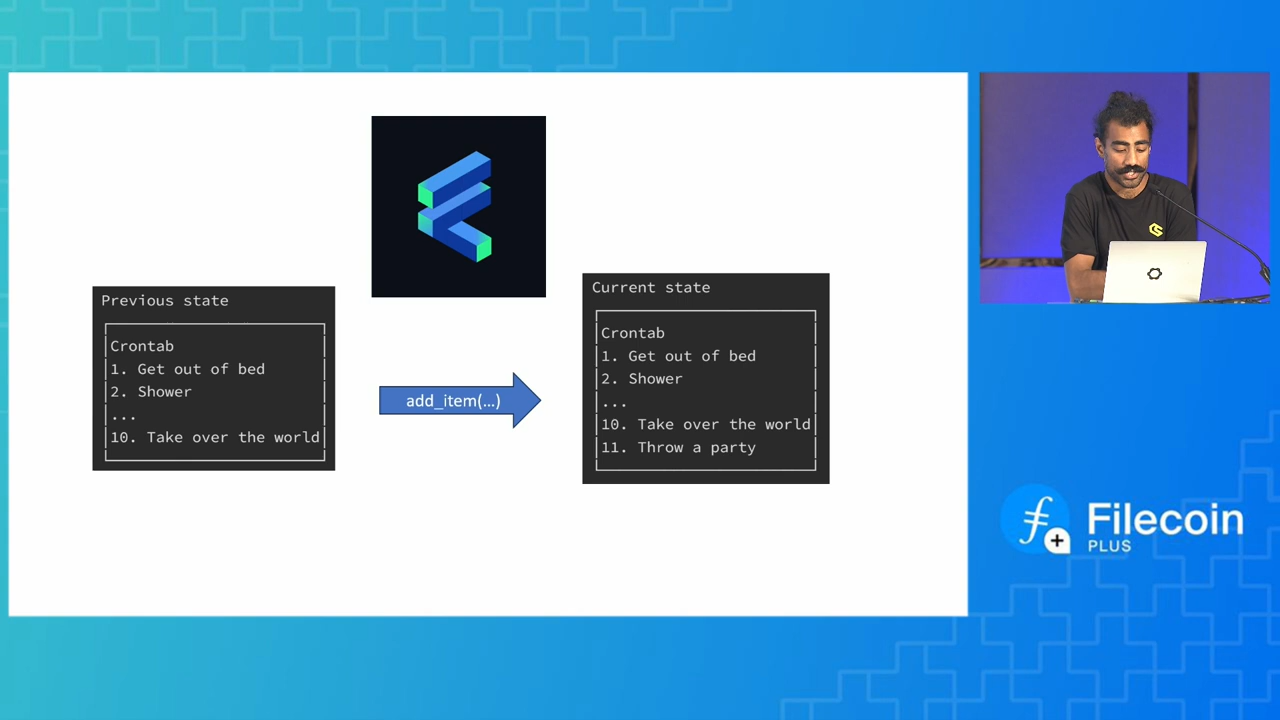 Previous state
Crontab
1. Get out of bed
2. Shower
...
10. Take over the world
add_item(...)
Current state
Crontab
1. Get out of bed
2. Shower
...
10. Take over the world
11. Throw a party
Filecoin
PLUS